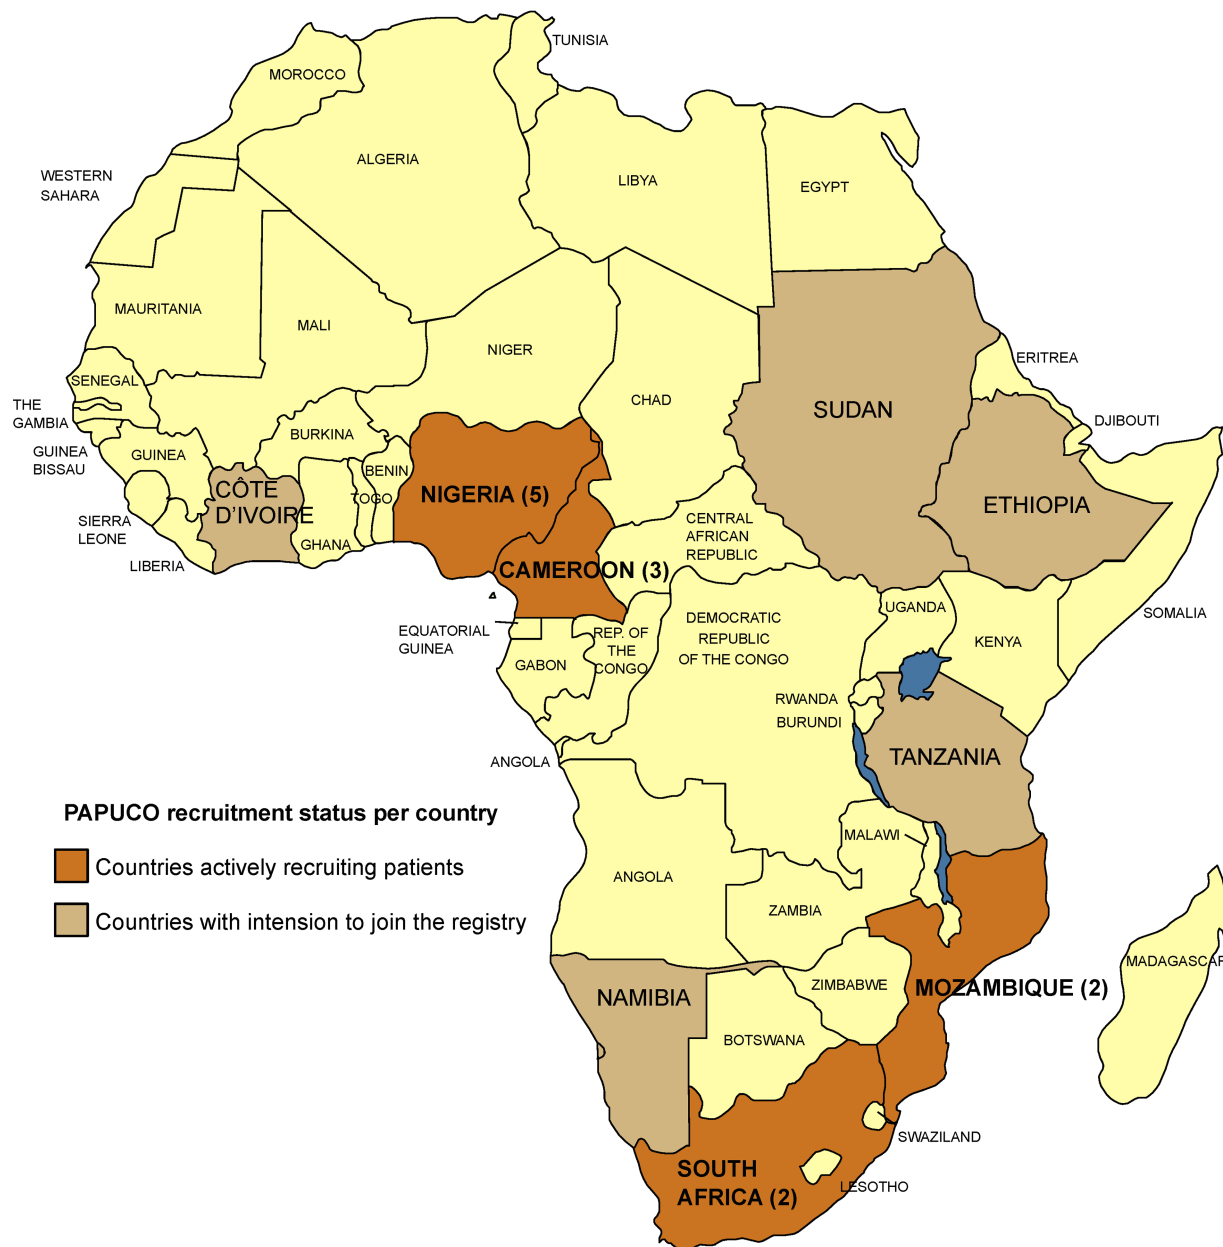 TUNISIA
MOROCCO
ALGERIA
LIBYA
EGYPT
WESTERN
SAHARA
MAURITANIA
MALI
NIGER
CHAD
SUDAN
ERITREA
DJIBOUTI
SENEGAL
THE
GAMBIA
GUINEA
BISSAU
GUINEA
SIERRA
LEONE
LIBERIA
CÔTE
D'IVOIRE
BURKINA
GHANA
TOGO
BENIN
NIGERIA (5)
CAMEROON (3)
CENTRAL
AFRICAN
REPUBLIC
ETHIOPIA
SOMALIA
EQUATORIAL
GUINEA
GABON
REP. OF
THE
CONGO
DEMOCRATIC
REPUBLIC
OF THE CONGO
UGANDA
KENYA
RWANDA
BURUNDI
TANZANIA
ANGOLA
PAPUCO recruitment status per country
Countries actively recruiting patients
Countries with intension to join the registry
ANGOLA
ZAMBIA
MALAWI
MOZAMBIQUE (2)
MADAGASCAR
ZIMBABWE
NAMIBIA
BOTSWANA
SWAZILAND
LESOTHO
SOUTH
AFRICA (2)